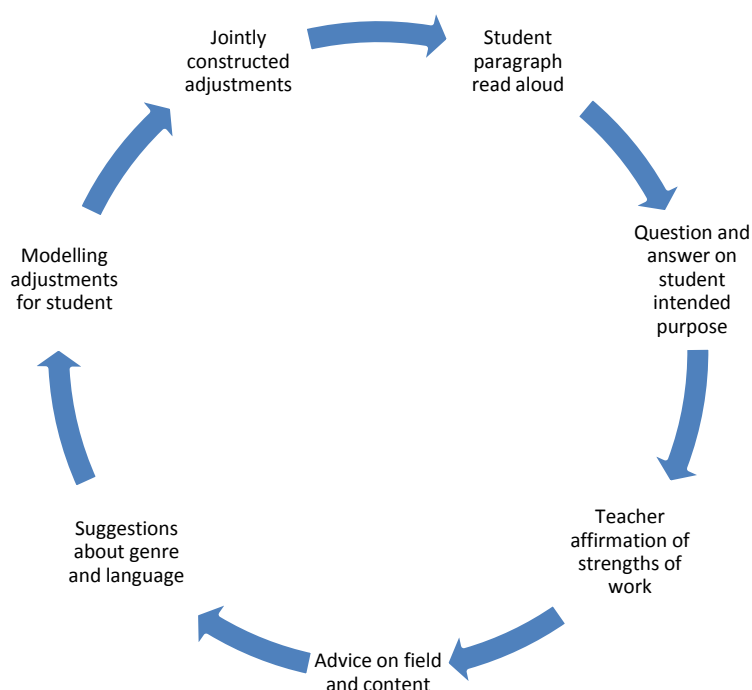 Jointly
constructed
adjustments
Student
paragraph
read aloud
Question and
answer on
student
intended
purpose
Teacher
affirmation of
strengths of
work
Advice on field
and content
Suggestions
about genre
and language
Modelling
adjustments
for student